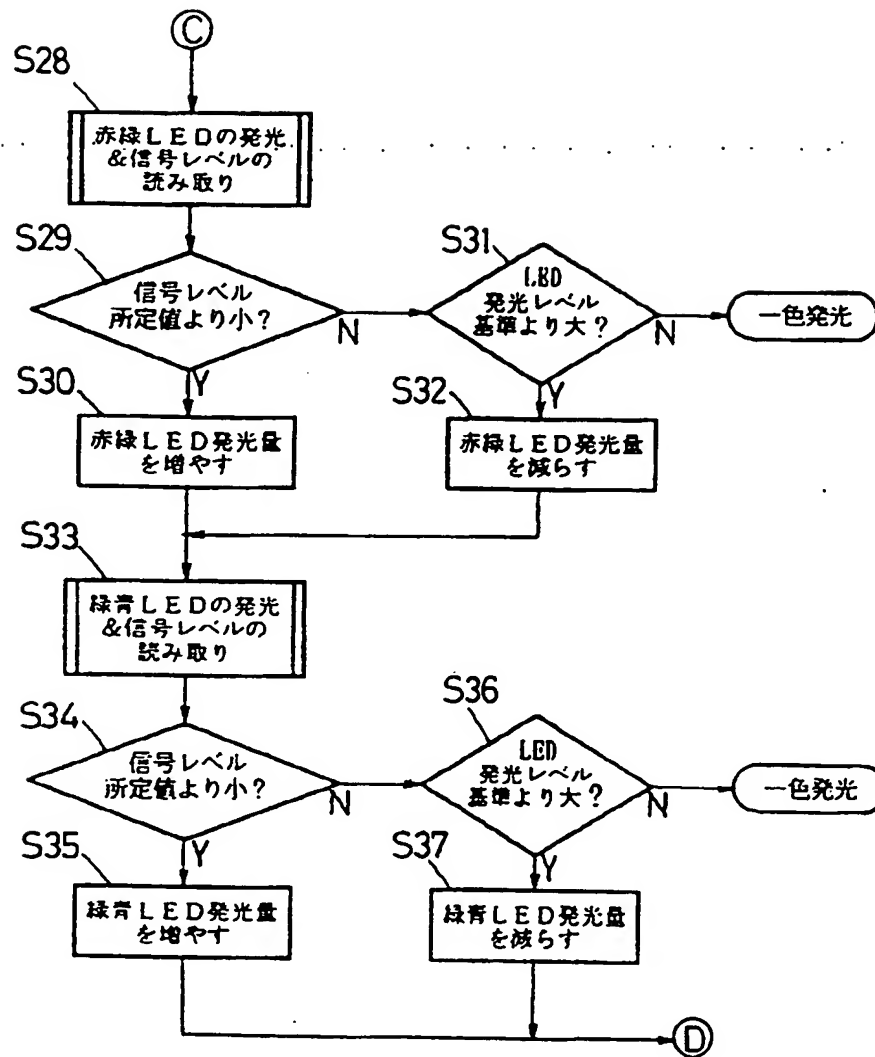 C
S28
赤緑LEDの発光
&信号レベルの
読み取り
S29
信号レベル
所定値より小?
N
Y
S31
LED
発光レベル
基準より大?
N
Y
一色発光
S30
赤緑LED発光量
を増やす
S32
赤緑LED発光量
を減らす
S33
緑青LEDの発光
&信号レベルの
読み取り
S34
信号レベル
所定値より小?
N
Y
S36
LED
発光レベル
基準より大?
N
Y
一色発光
S35
緑青LED発光量
を増やす
S37
緑青LED発光量
を減らす
D